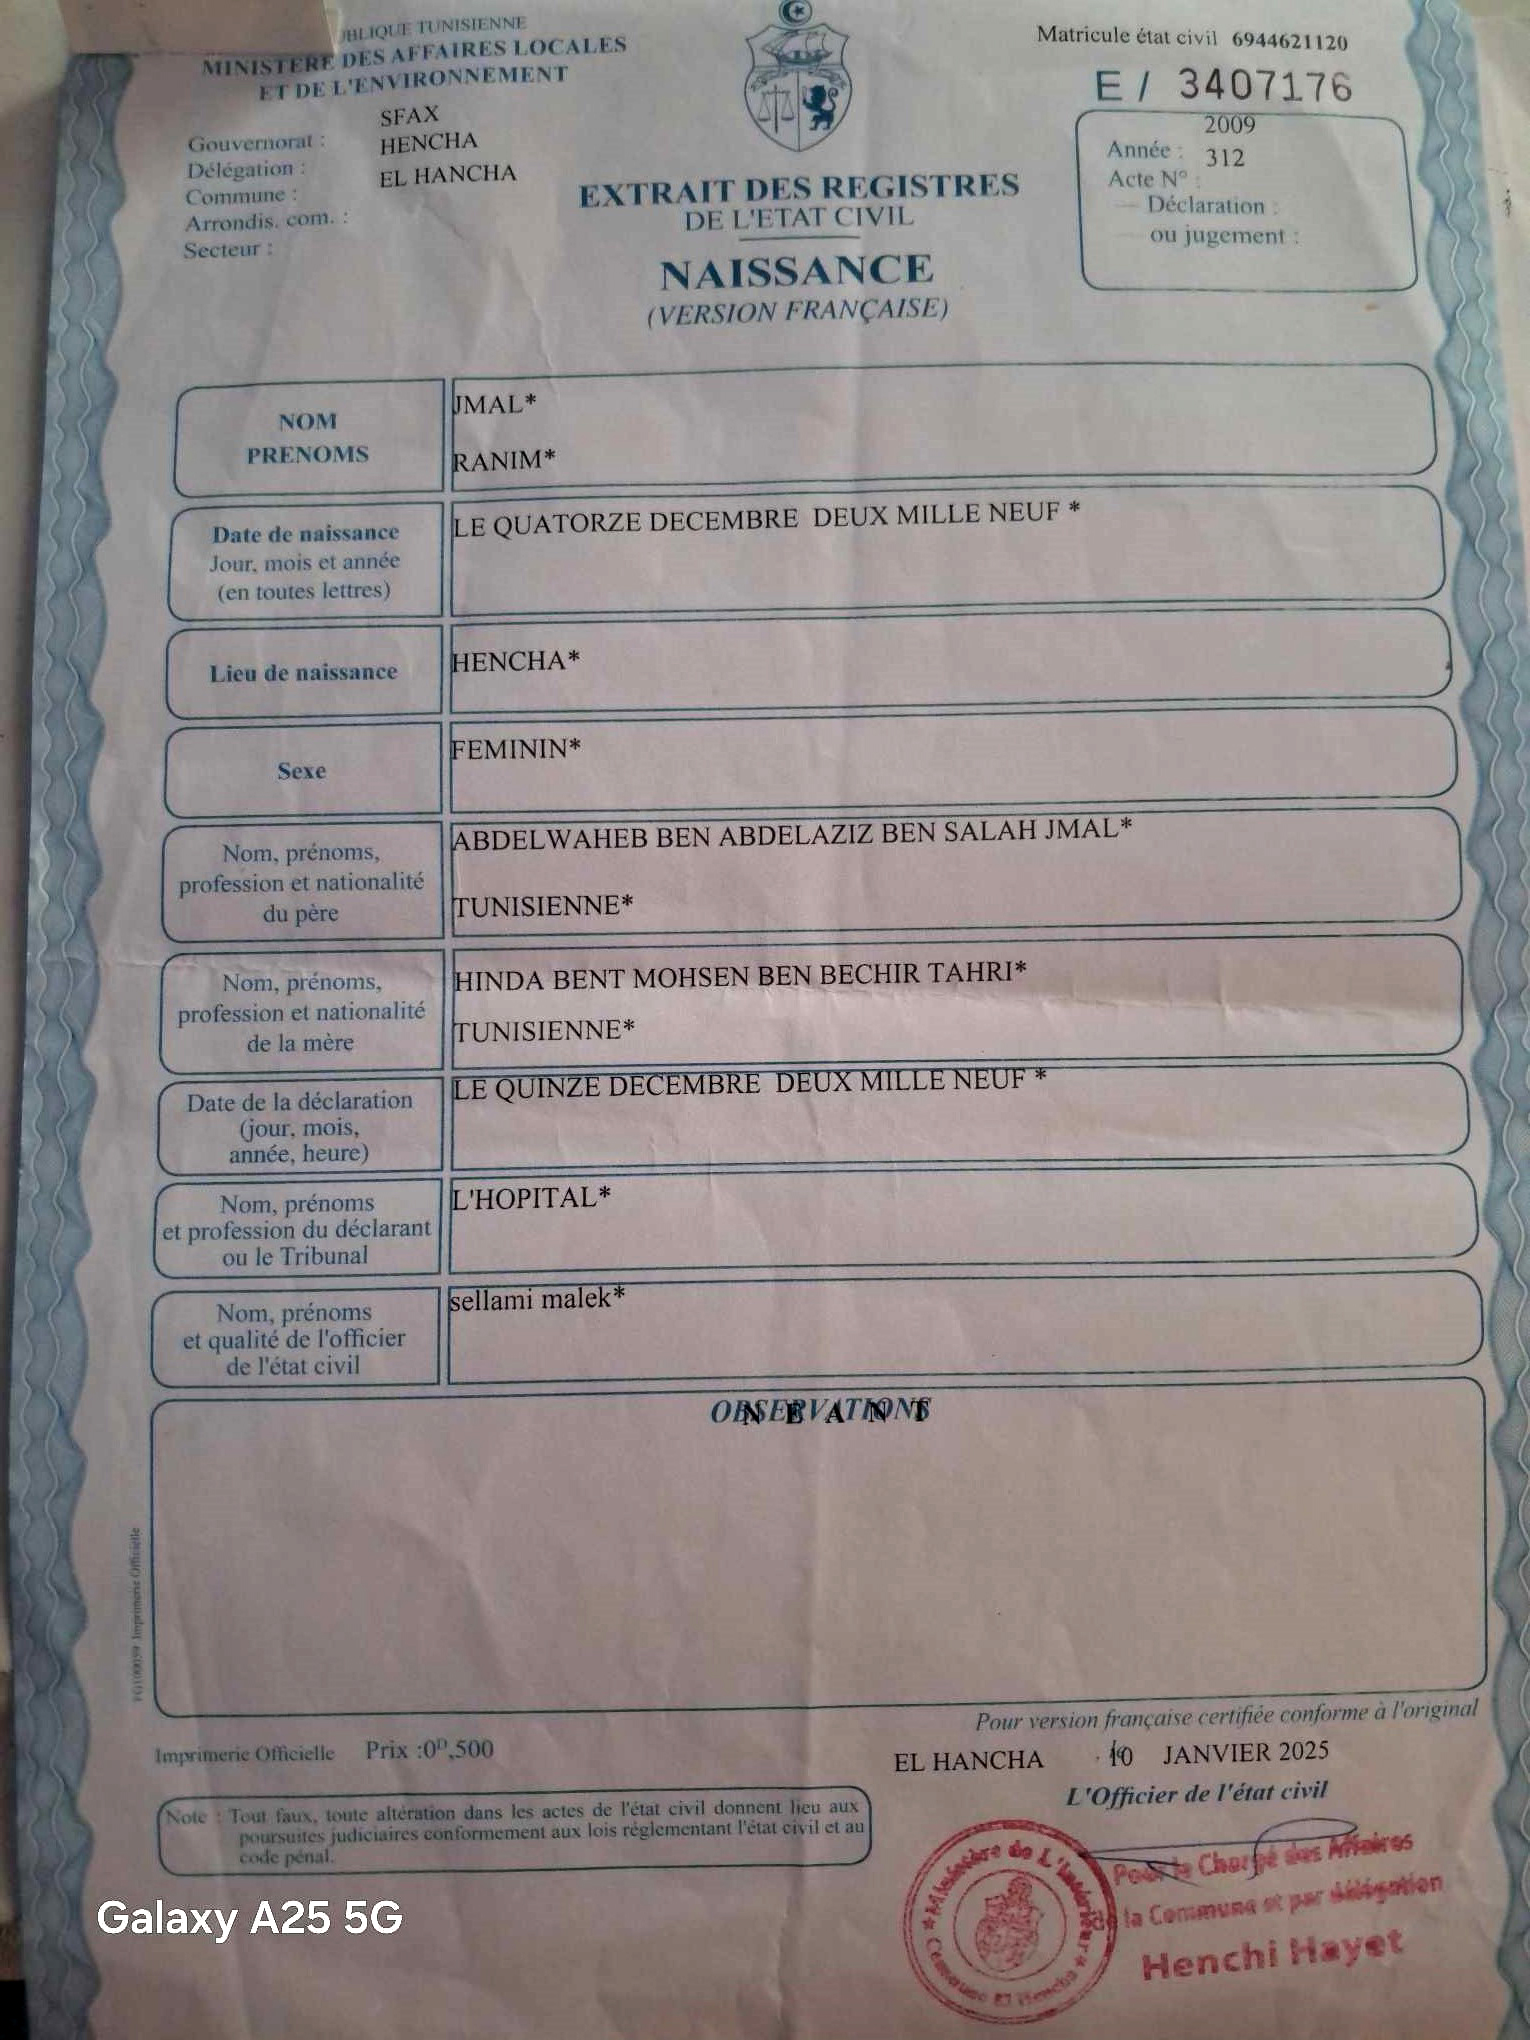 BLIQUE TUNISIENNE
MINISTERE DES AFFAIRES LOCALES
ET DE L'ENVIRONNEMENT
Gouvernorat : SFAX
Délégation : HENCHA
Commune : EL HANCHA
Arrondis. com. :
Secteur :
EXTRAIT DES REGISTRES
DE L'ETAT CIVIL
NAISSANCE
(VERSION FRANÇAISE)
Matricule état civil 6944621120
E / 3407176
Année : 2009
Acte N° : 312
Déclaration :
ou jugement :
NOM
PRENOMS
JMAL*
RANIM*
Date de naissance
Jour, mois et année
(en toutes lettres)
LE QUATORZE DECEMBRE DEUX MILLE NEUF *
Lieu de naissance
HENCHA*
Sexe
FEMININ*
Nom, prénoms,
profession et nationalité
du père
ABDELWAHEB BEN ABDELAZIZ BEN SALAH JMAL*
TUNISIENNE*
Nom, prénoms,
profession et nationalité
de la mère
HINDA BENT MOHSEN BEN BECHIR TAHRI*
TUNISIENNE*
Date de la déclaration
(jour, mois,
année, heure)
LE QUINZE DECEMBRE DEUX MILLE NEUF *
Nom, prénoms
et profession du déclarant
ou le Tribunal
L'HOPITAL*
Nom, prénoms
et qualité de l'officier
de l'état civil
sellami malek*
OBSERVATIONS
N E A N T
Imprimerie Officielle
Pour version française certifiée conforme à l'original
Imprimerie Officielle Prix :0ᴰ,500
EL HANCHA 10 JANVIER 2025
L'Officier de l'état civil
Note : Tout faux, toute altération dans les actes de l'état civil donnent lieu aux
poursuites judiciaires conformement aux lois réglementant l'état civil et au
code pénal.
Ministère de L'Intérieur
Commune El Hencha
Pour le Chargé des Affaires
de la Commune et par délégation
Henchi Hayet
Galaxy A25 5G